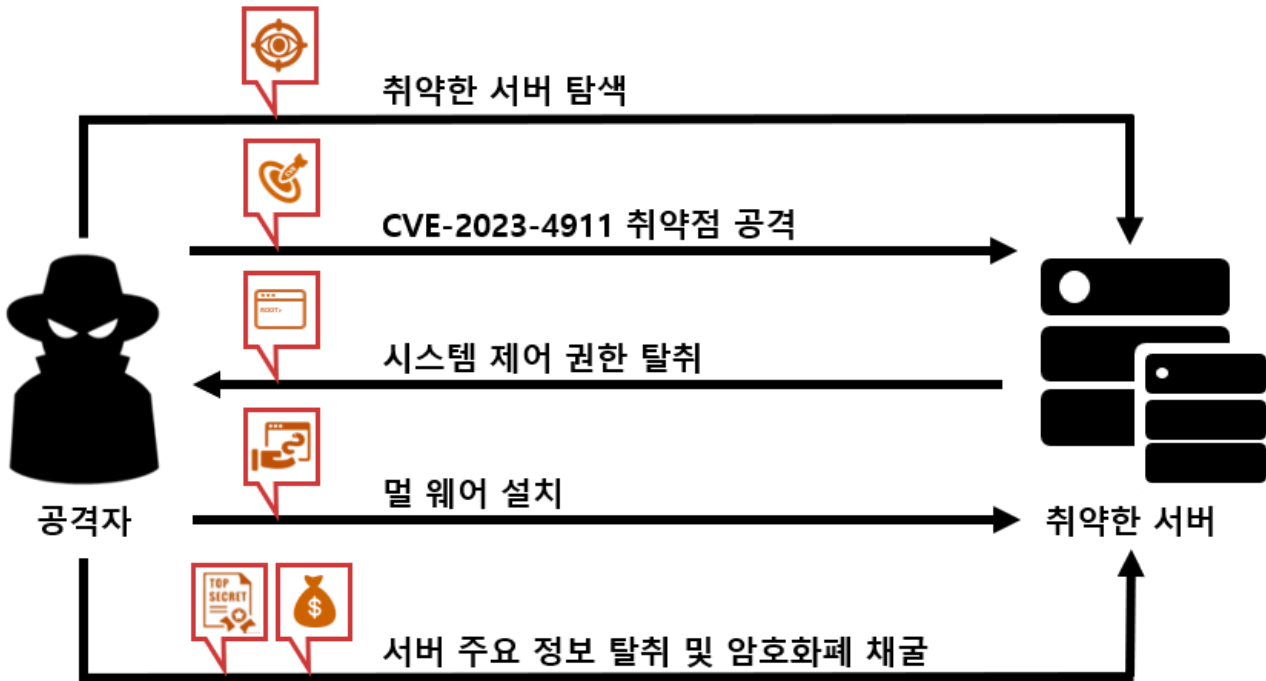 취약한 서버 탐색
CVE-2023-4911 취약점 공격
시스템 제어 권한 탈취
멀 웨어 설치
공격자
취약한 서버
TOP
SECRET
$
서버 주요 정보 탈취 및 암호화폐 채굴